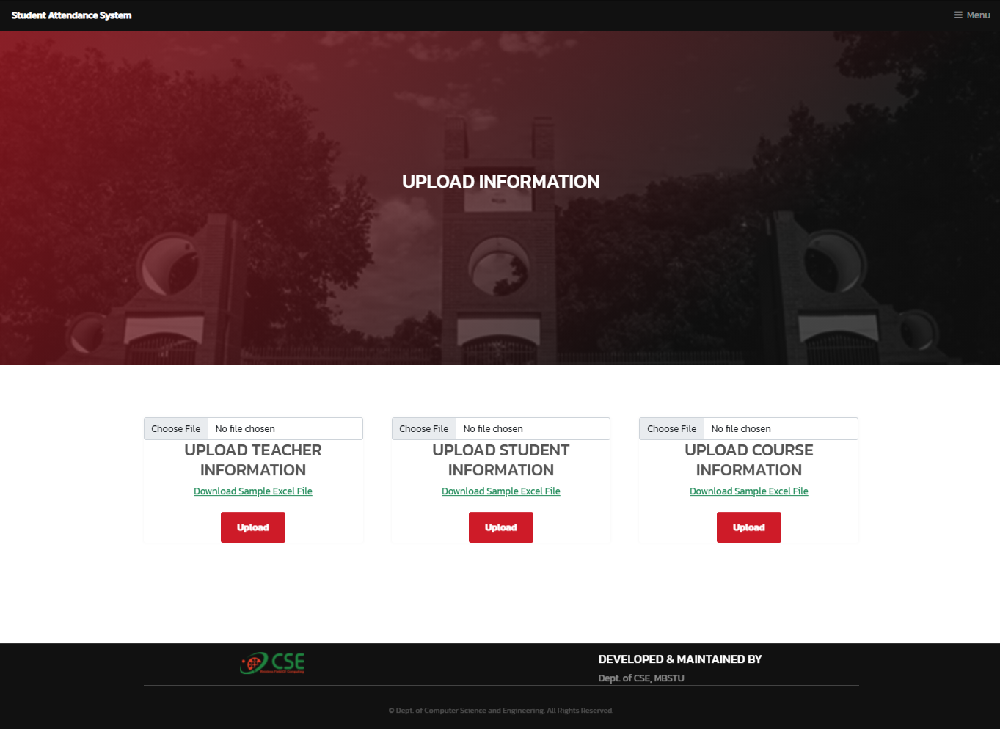 Student Attendance System
Menu
UPLOAD INFORMATION
Choose File No file chosen
UPLOAD TEACHER
INFORMATION
Download Sample Excel File
Upload
Choose File No file chosen
UPLOAD STUDENT
INFORMATION
Download Sample Excel File
Upload
Choose File No file chosen
UPLOAD COURSE
INFORMATION
Download Sample Excel File
Upload
CSE
DEVELOPED & MAINTAINED BY
Dept. of CSE, MBSTU
© Dept. of Computer Science and Engineering. All Rights Reserved.